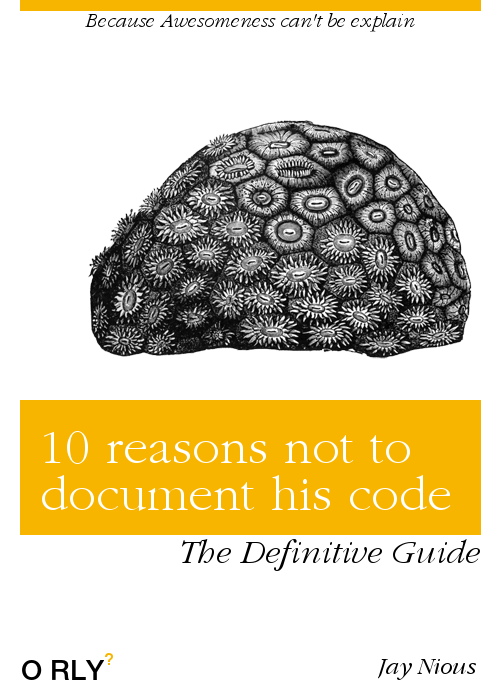 Because Awesomeness can't be explain
10 reasons not to
document his code
The Definitive Guide
O RLY?
Jay Nious